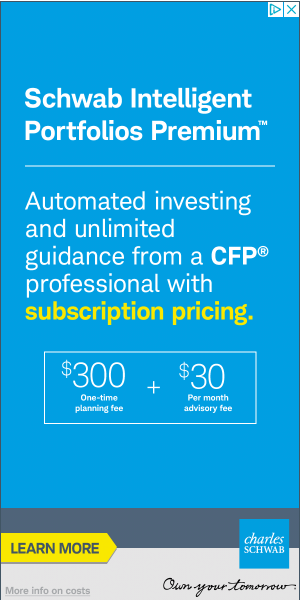 Schwab Intelligent
Portfolios Premium™
Automated investing
and unlimited
guidance from a CFP®
professional with
subscription pricing.
$300 + $30
One-time Per month
planning fee advisory fee
LEARN MORE
charles
SCHWAB
More info on costs
Own your tomorrow